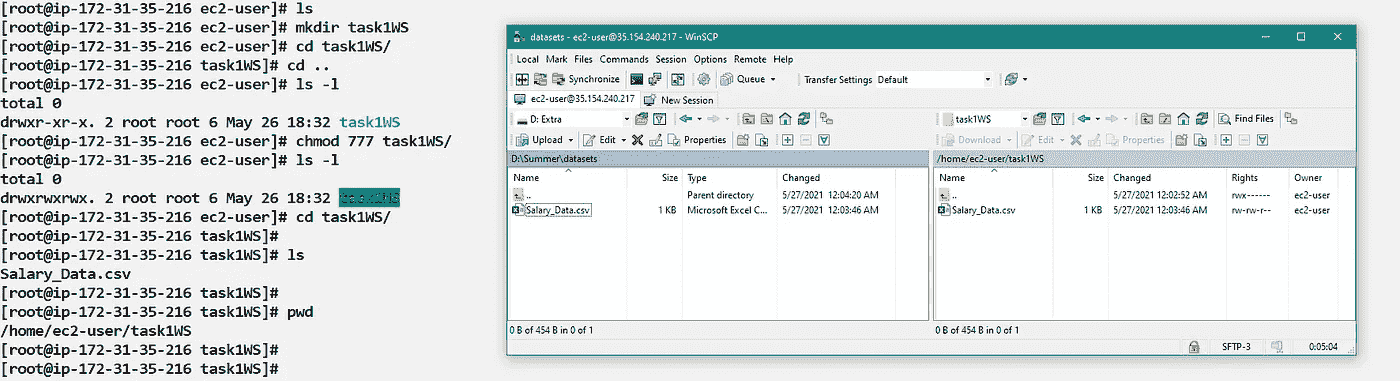 [root@ip-172-31-35-216 ec2-user]# ls
[root@ip-172-31-35-216 ec2-user]# mkdir task1WS
[root@ip-172-31-35-216 ec2-user]# cd task1WS/
[root@ip-172-31-35-216 task1WS]# cd ..
[root@ip-172-31-35-216 ec2-user]# ls -l
total 0
drwxr-xr-x. 2 root root 6 May 26 18:32 task1WS
[root@ip-172-31-35-216 ec2-user]# chmod 777 task1WS/
[root@ip-172-31-35-216 ec2-user]# ls -l
total 0
drwxrwxrwx. 2 root root 6 May 26 18:32 task1WS
[root@ip-172-31-35-216 ec2-user]# cd task1WS/
[root@ip-172-31-35-216 task1WS]#
[root@ip-172-31-35-216 task1WS]# ls
Salary_Data.csv
[root@ip-172-31-35-216 task1WS]#
[root@ip-172-31-35-216 task1WS]# pwd
/home/ec2-user/task1WS
[root@ip-172-31-35-216 task1WS]#
[root@ip-172-31-35-216 task1WS]#
datasets - ec2-user@35.154.240.217 - WinSCP
Local Mark Files Commands Session Options Remote Help
Synchronize Queue Transfer Settings Default
ec2-user@35.154.240.217 New Session
D: Extra task1WS Find Files
Upload Edit Properties Download Edit Properties
D:\Summer\datasets /home/ec2-user/task1WS
Name Size Type Changed Name Size Changed Rights Owner
.. Parent directory 5/27/2021 12:04:20 AM .. 5/27/2021 12:02:52 AM rwx------ ec2-user
Salary_Data.csv 1 KB Microsoft Excel C... 5/27/2021 12:03:46 AM Salary_Data.csv 1 KB 5/27/2021 12:03:46 AM rw-rw-r-- ec2-user
0 B of 454 B in 0 of 1 0 B of 454 B in 0 of 1
SFTP-3 0:05:04